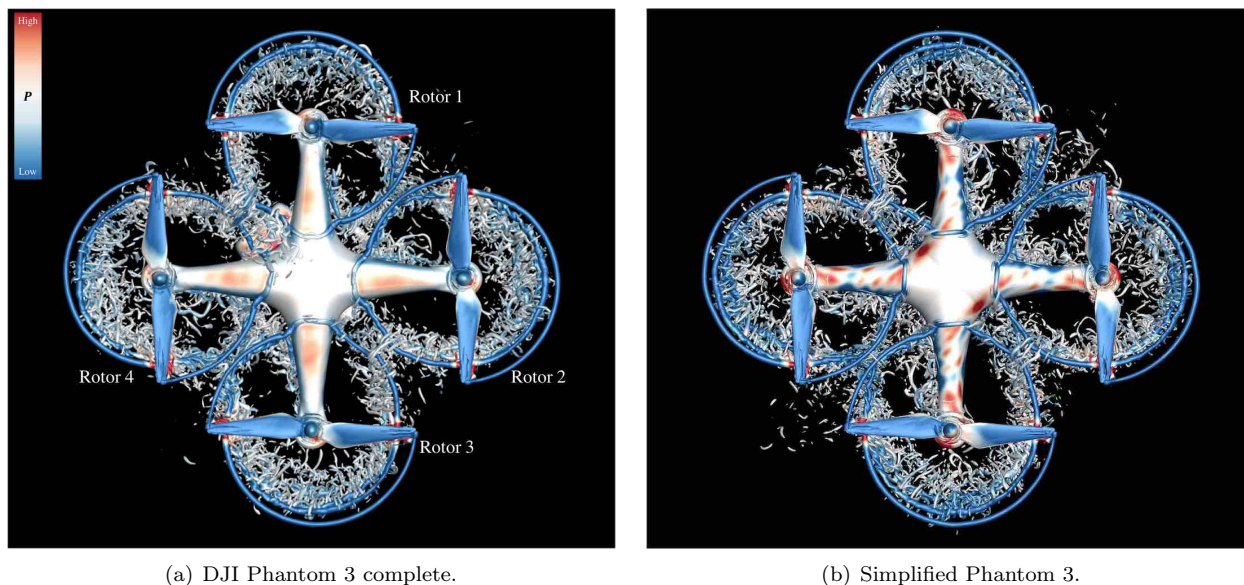 High
P
Low
Rotor 1
Rotor 4
Rotor 2
Rotor 3
(a) DJI Phantom 3 complete.
(b) Simplified Phantom 3.